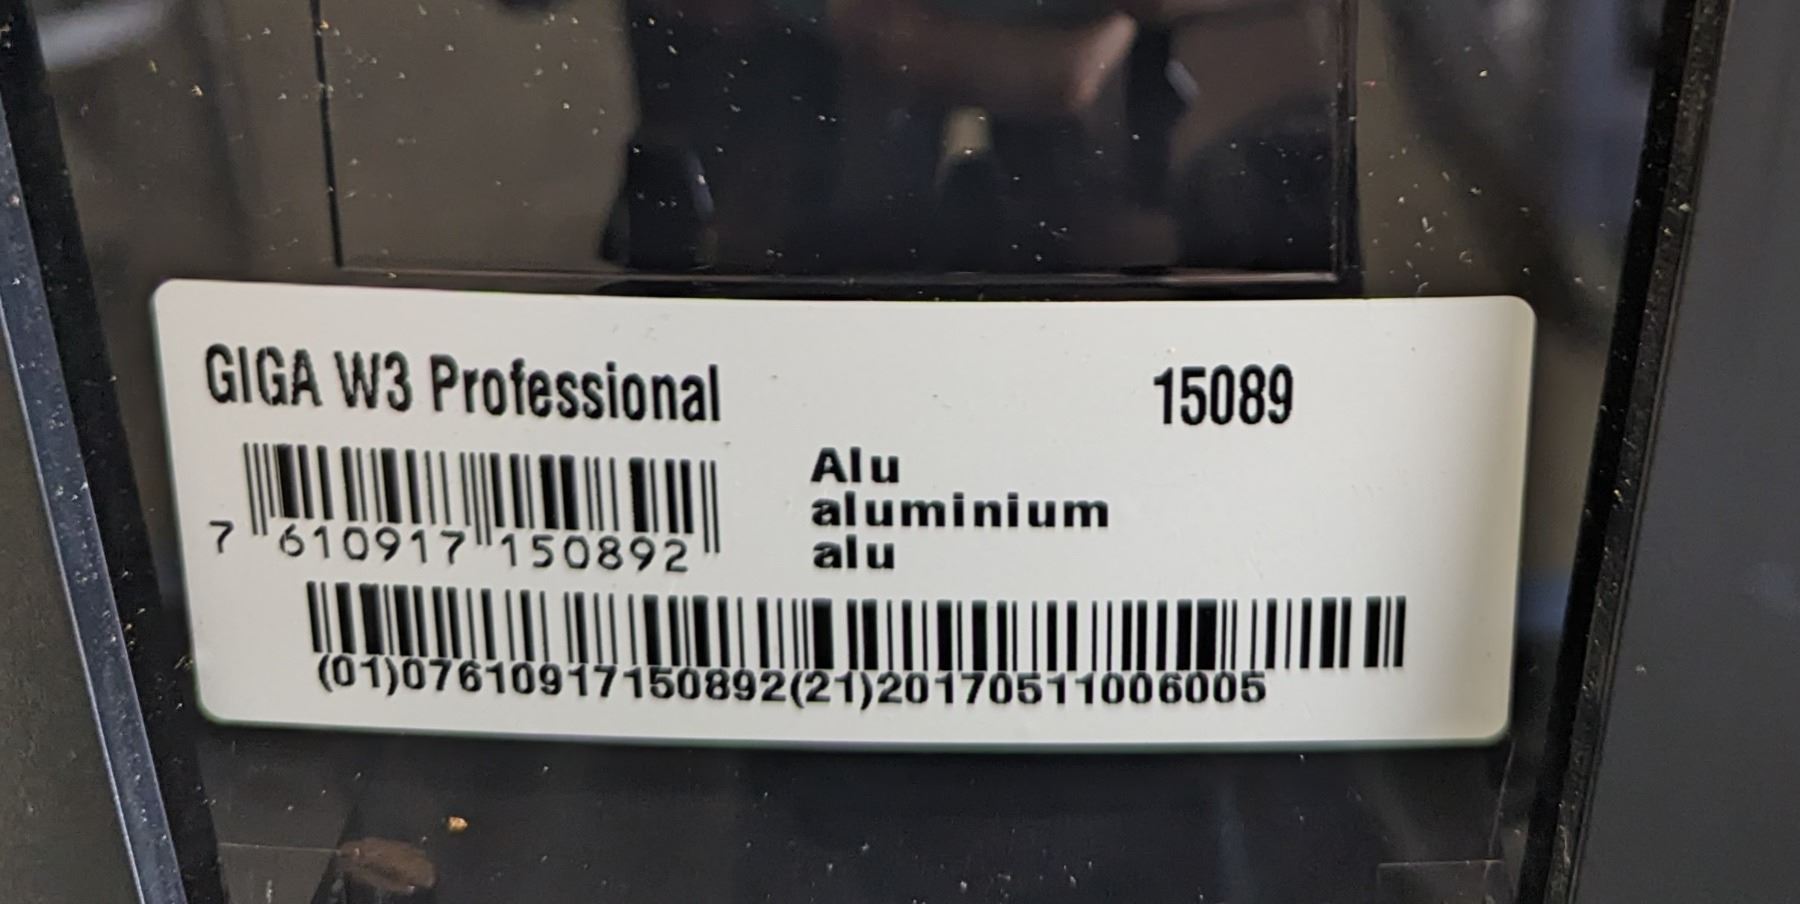 GIGA W3 Professional 15089
Alu
aluminium
alu
7 610917 150892
(01)07610917150892(21)20170511006005